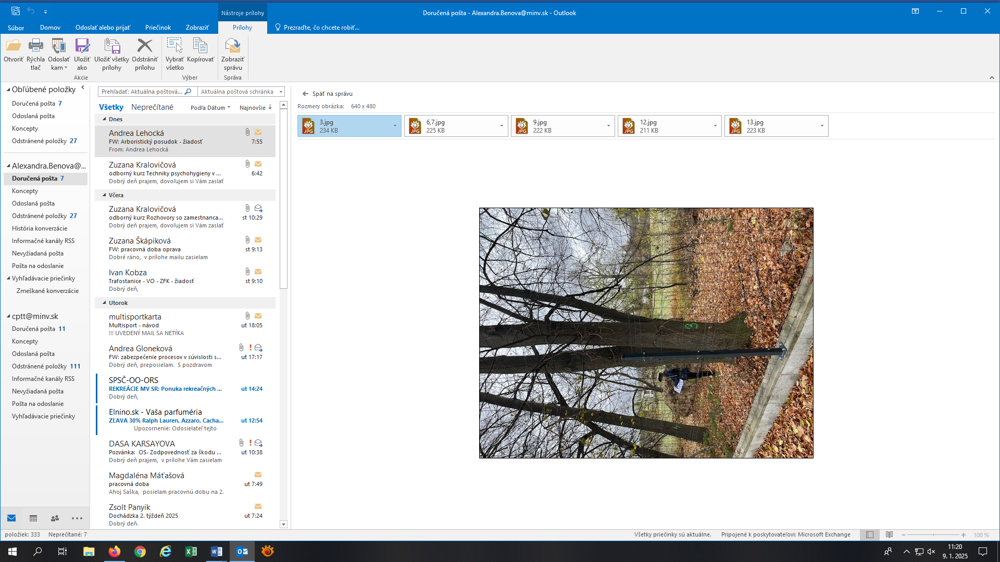 Nástroje prílohy
Doručená pošta - Alexandra.Benova@minv.sk - Outlook
Súbor
Domov
Odoslať alebo prijať
Priečinok
Zobraziť
Prílohy
Prezraďte, čo chcete robiť...
Otvoriť
Rýchla tlač
Odoslať kam
Uložiť ako
Uložiť všetky prílohy
Odstrániť prílohu
Vybrať všetko
Kopírovať
Zobraziť správu
Akcie
Výber
Správa
Obľúbené položky
Doručená pošta 7
Odoslaná pošta
Koncepty
Odstránené položky 27
Alexandra.Benova@...
Doručená pošta 7
Koncepty
Odoslaná pošta
Odstránené položky 27
História konverzácie
Informačné kanály RSS
Nevyžiadaná pošta
Pošta na odoslanie
Vyhľadávacie priečinky
Zmeškané konverzácie
cptt@minv.sk
Doručená pošta 11
Koncepty
Odoslaná pošta
Odstránené položky 111
Informačné kanály RSS
Nevyžiadaná pošta
Pošta na odoslanie
Vyhľadávacie priečinky
Prehľadať: Aktuálna poštová...
Aktuálna poštová schránka
Všetky
Neprečítané
Podľa Dátum
Najnovšie
Dnes
Andrea Lehocká
FW: Arboristický posudok - žiadosť 7:55
From: Andrea Lehocká
Zuzana Kralovičová
odborný kurz Techniky psychohygieny v ... 6:42
Dobrý deň prajem, dovoľujem si Vám zaslať
Včera
Zuzana Kralovičová
odborný kurz Rozhovory so zamestnanca... st 10:29
Dobrý deň prajem, dovoľujem si Vám zaslať
Zuzana Škápiková
FW: pracovná doba oprava st 9:13
Dobré ráno, v prílohe mailu zasielam
Ivan Kobza
Trafostanice - VO - ZFK - žiadosť st 9:10
Dobrý deň,
Utorok
multisportkarta
Multisport - návod ut 18:05
!!! UVEDENÝ MAIL SA NETÝKA
Andrea Gloneková
FW: zabezpečenie procesov v súvislosti s... ut 17:17
Dobrý deň, preposielam. S pozdravom
SPSČ-OO-ORS
REKREÁCIE MV SR: Ponuka rekreačných ... ut 14:24
Dobrý deň,
Elnino.sk - Vaša parfuméria
ZĽAVA 30% Ralph Lauren, Azzaro, Cacha... ut 12:54
Upozornenie: Odosielateľ tejto
DASA KARSAYOVA
Pozvánka: OS- Zodpovednosť za škodu ... ut 10:38
Dobrý deň prajem, v prílohe Vám zasielam
Magdaléna Máťašová
pracovná doba ut 7:49
Ahoj Saška, posielam pracovnú dobu na 2.
Zsolt Panyik
Dochádzka 2. týždeň 2025 ut 7:24
Dobrý deň.
Späť na správu
Rozmery obrázka: 640 x 480
JPG
3.jpg
234 KB
JPG
6,7.jpg
225 KB
JPG
9.jpg
222 KB
JPG
12.jpg
211 KB
JPG
13.jpg
223 KB
3
4
položiek: 333
Neprečítané: 7
Všetky priečinky sú aktuálne.
Pripojené k poskytovateľovi: Microsoft Exchange
100 %
11:20
9. 1. 2025